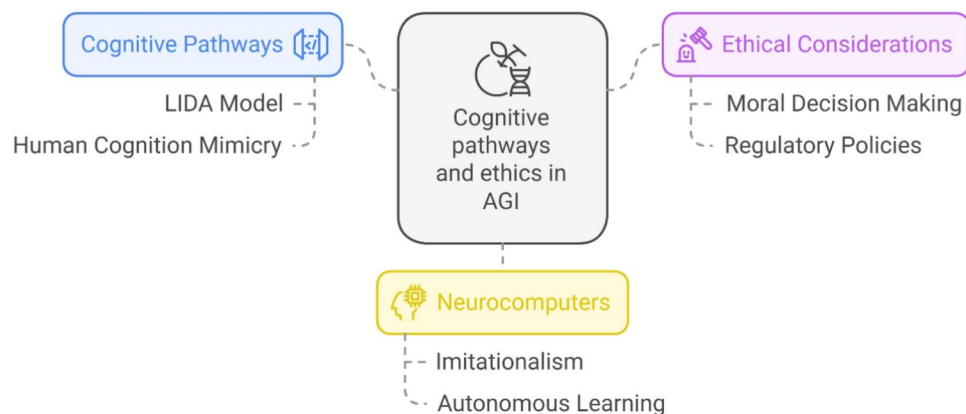 Cognitive Pathways
LIDA Model
Human Cognition Mimicry
Cognitive
pathways
and ethics in
AGI
Ethical Considerations
Moral Decision Making
Regulatory Policies
Neurocomputers
Imitationalism
Autonomous Learning